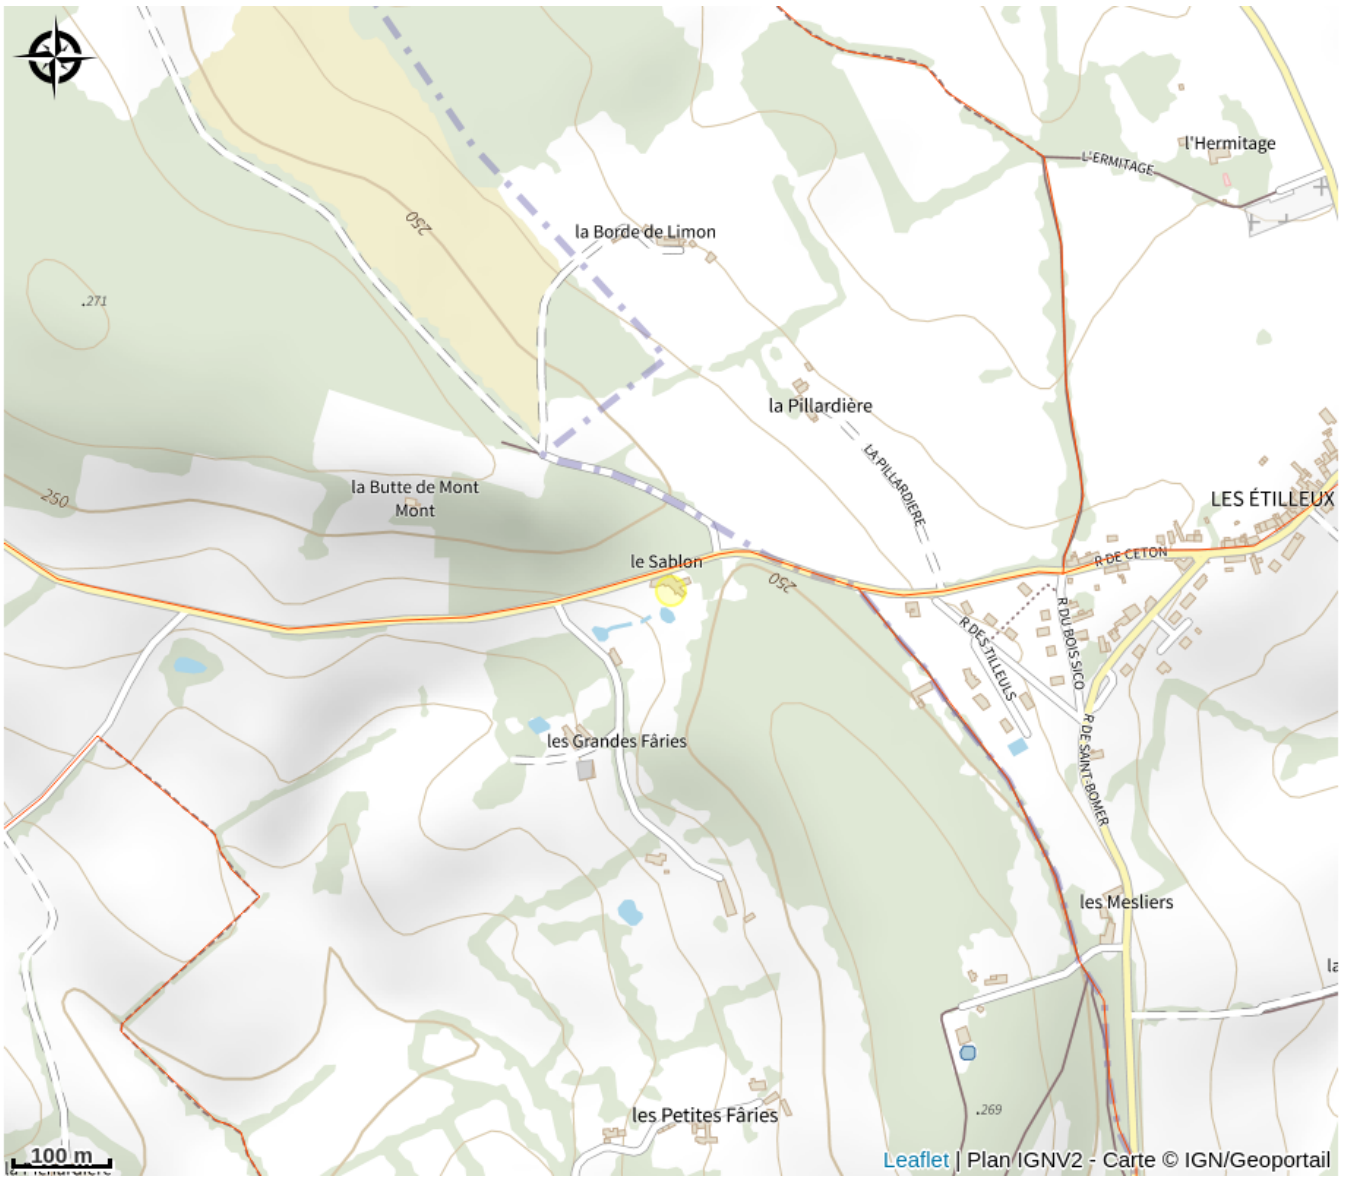 l'Hermitage
L'ERMITAGE
250
la Borde de Limon
.271
la Pillardière
LA PILLARDIERE
la Butte de Mont
Mont
250
LES ÉTILLEUX
R DE CETON
le Sablon
250
R DES TILLEULS
R DU BOIS SICO
les Grandes Fâries
R DE SAINT-BOMER
les Mesliers
la
.269
les Petites Fâries
100 m
Leaflet | Plan IGNV2 - Carte © IGN/Geoportail